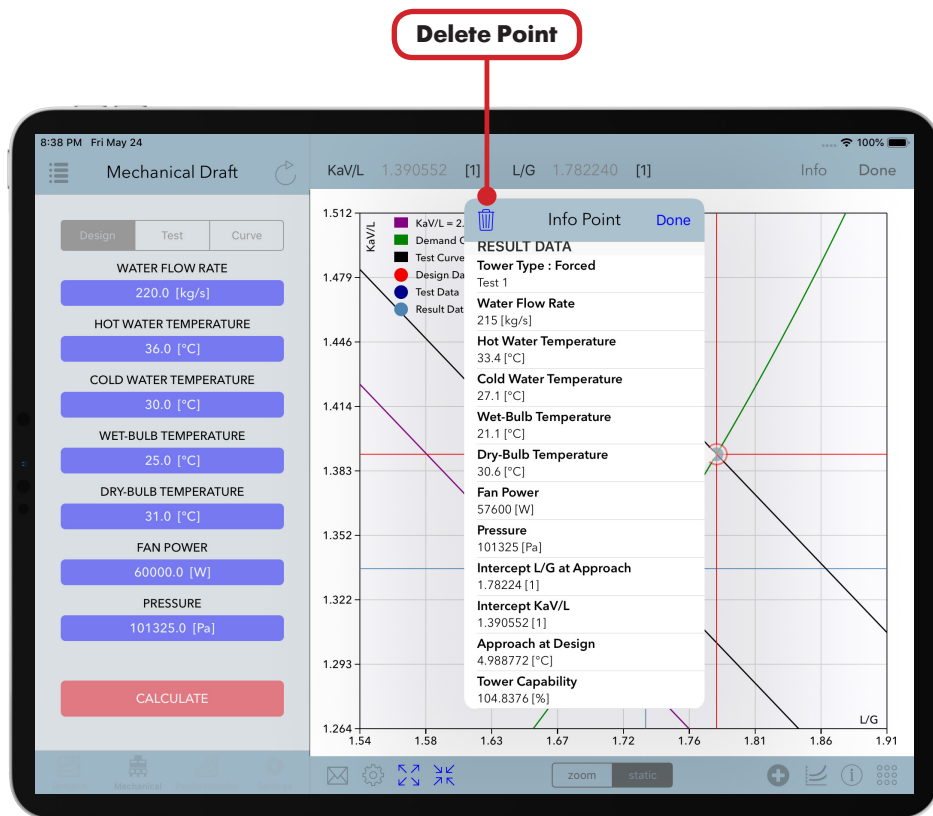 Delete Point
8:38 PM Fri May 24
100%
Mechanical Draft
KaV/L 1.390552 [1] L/G 1.782240 [1]
Info Done
Design Test Curve
WATER FLOW RATE
220.0 [kg/s]
HOT WATER TEMPERATURE
36.0 [°C]
COLD WATER TEMPERATURE
30.0 [°C]
WET-BULB TEMPERATURE
25.0 [°C]
DRY-BULB TEMPERATURE
31.0 [°C]
FAN POWER
60000.0 [W]
PRESSURE
101325.0 [Pa]
CALCULATE
Mechanical
1.512
1.479
1.446
1.414
1.383
1.352
1.322
1.293
1.264
KaV/L
KaV/L = 2.
Demand
Test Curve
Design Da
Test Data
Result Dat
Info Point Done
RESULT DATA
Tower Type : Forced
Test 1
Water Flow Rate
215 [kg/s]
Hot Water Temperature
33.4 [°C]
Cold Water Temperature
27.1 [°C]
Wet-Bulb Temperature
21.1 [°C]
Dry-Bulb Temperature
30.6 [°C]
Fan Power
57600 [W]
Pressure
101325 [Pa]
Intercept L/G at Approach
1.78224 [1]
Intercept KaV/L
1.390552 [1]
Approach at Design
4.988772 [°C]
Tower Capability
104.8376 [%]
L/G
1.54 1.58 1.63 1.67 1.72 1.76 1.81 1.86 1.91
zoom static